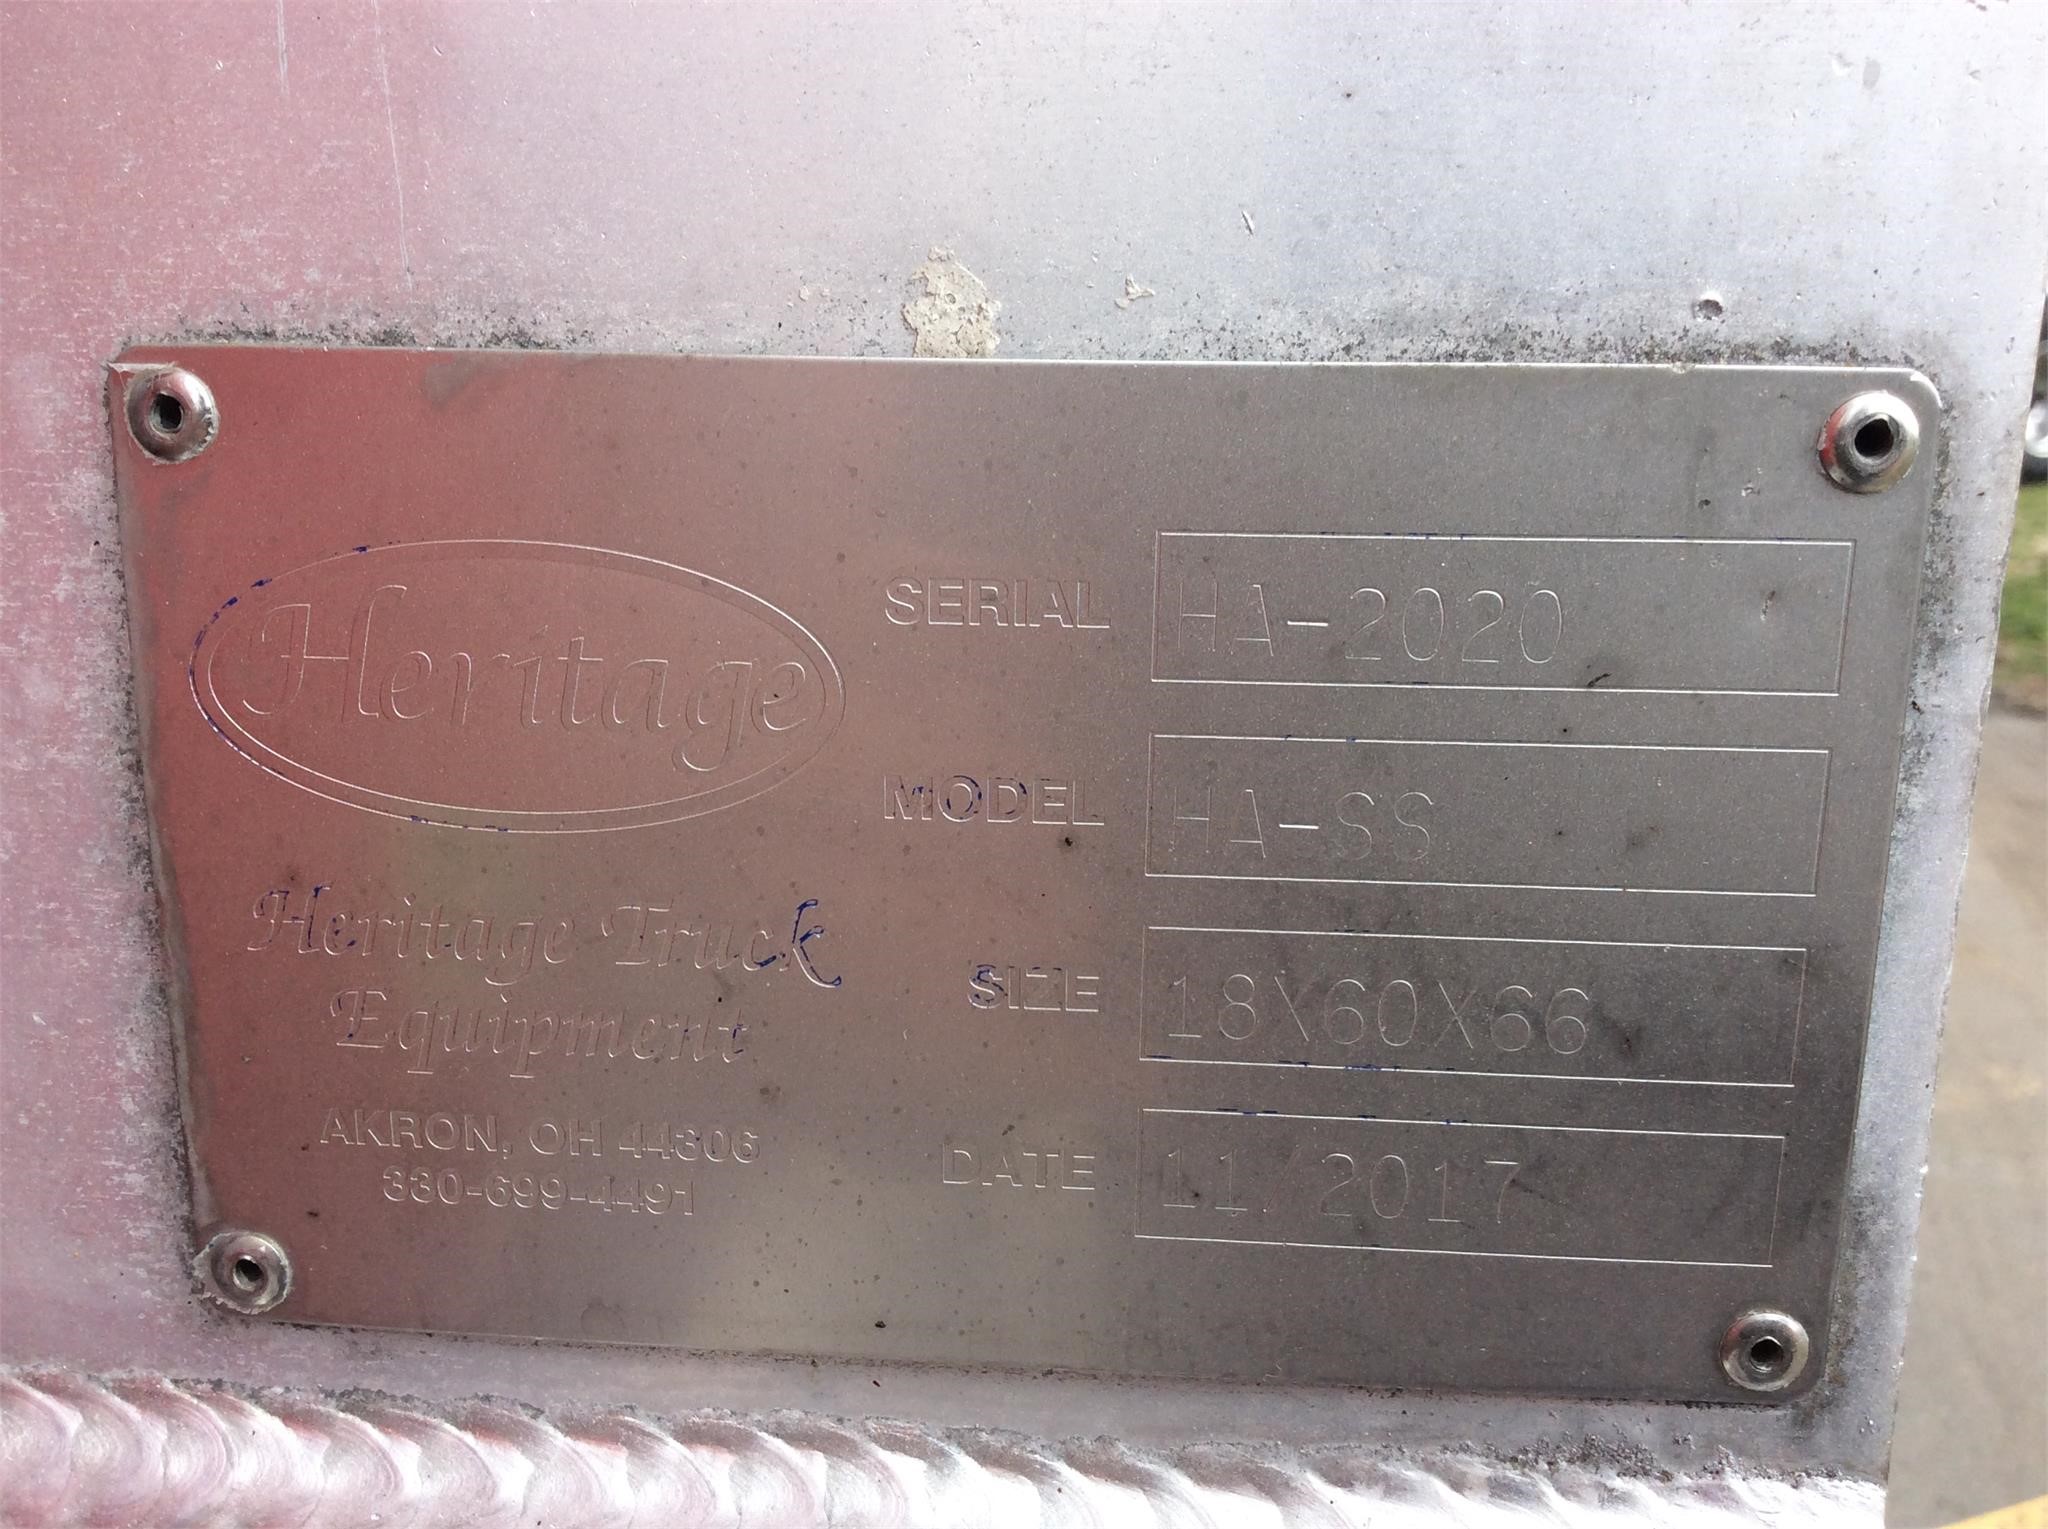 Heritage
Heritage Truck
Equipment
AKRON, OH 44306
330-699-4491
SERIAL HA-2020
MODEL HA-SS
SIZE 18X60X66
DATE 11/2017